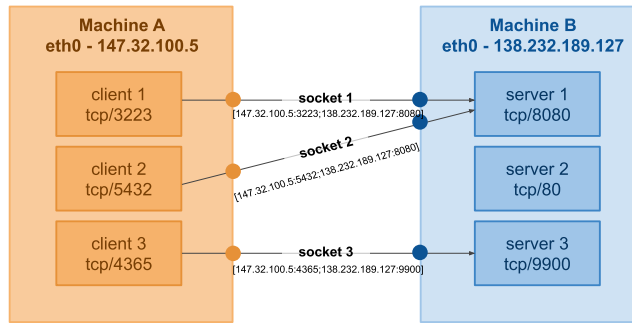 Machine A
eth0 - 147.32.100.5
Machine B
eth0 - 138.232.189.127
client 1
tcp/3223
socket 1
[147.32.100.5:3223;138.232.189.127:8080]
server 1
tcp/8080
client 2
tcp/5432
socket 2
[147.32.100.5:5432;138.232.189.127:8080]
server 2
tcp/80
client 3
tcp/4365
socket 3
[147.32.100.5:4365;138.232.189.127:9900]
server 3
tcp/9900